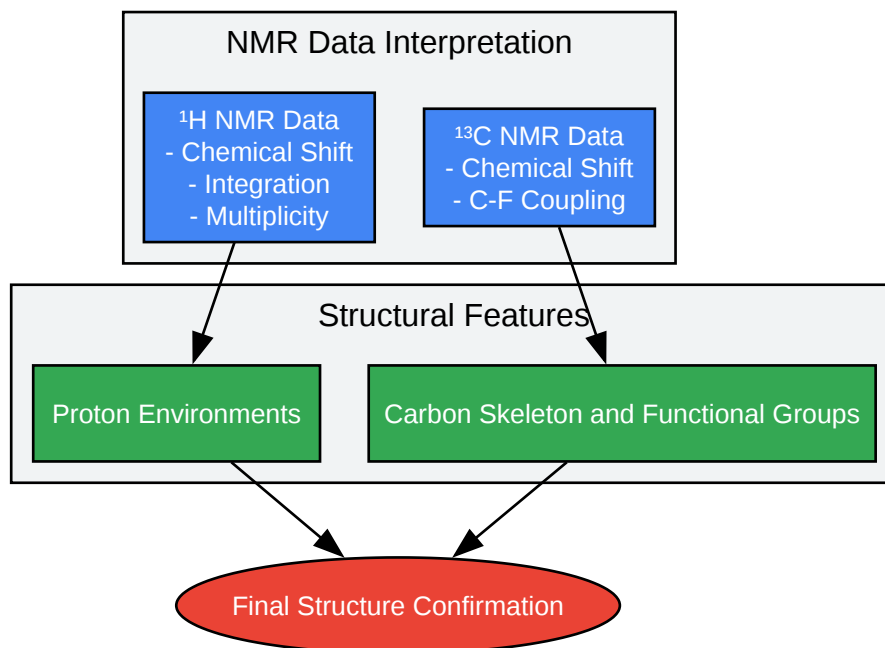 NMR Data Interpretation
¹H NMR Data
- Chemical Shift
- Integration
- Multiplicity
¹³C NMR Data
- Chemical Shift
- C-F Coupling
Structural Features
Proton Environments
Carbon Skeleton and Functional Groups
Final Structure Confirmation